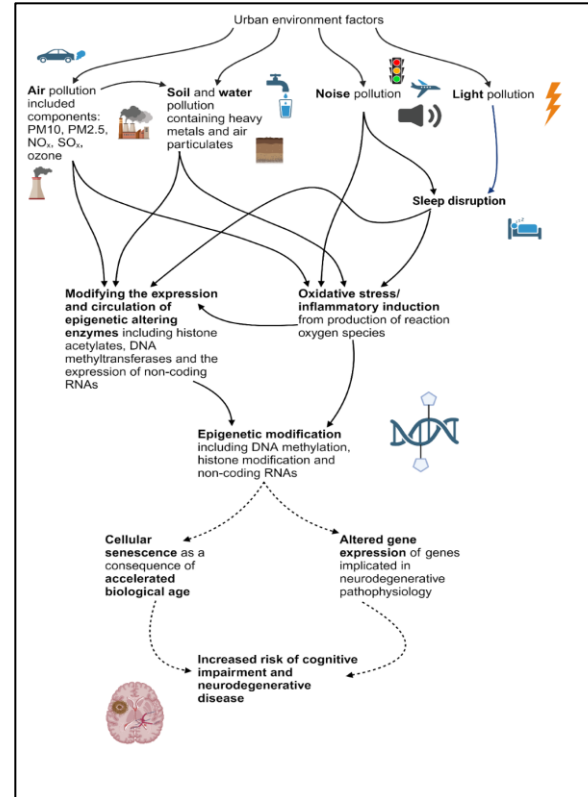 Urban environment factors
Air pollution
included
components:
PM10, PM2.5,
NOₓ, SOₓ,
ozone
Soil and water
pollution
containing heavy
metals and air
particulates
Noise pollution
Light pollution
Sleep disruption
Modifying the expression
and circulation of
epigenetic altering
enzymes including histone
acetylates, DNA
methyltransferases and the
expression of non-coding
RNAs
Oxidative stress/
inflammatory induction
from production of reaction
oxygen species
Epigenetic modification
including DNA methylation,
histone modification and
non-coding RNAs
Cellular
senescence as a
consequence of
accelerated
biological age
Altered gene
expression of genes
implicated in
neurodegenerative
pathophysiology
Increased risk of cognitive
impairment and
neurodegenerative
disease